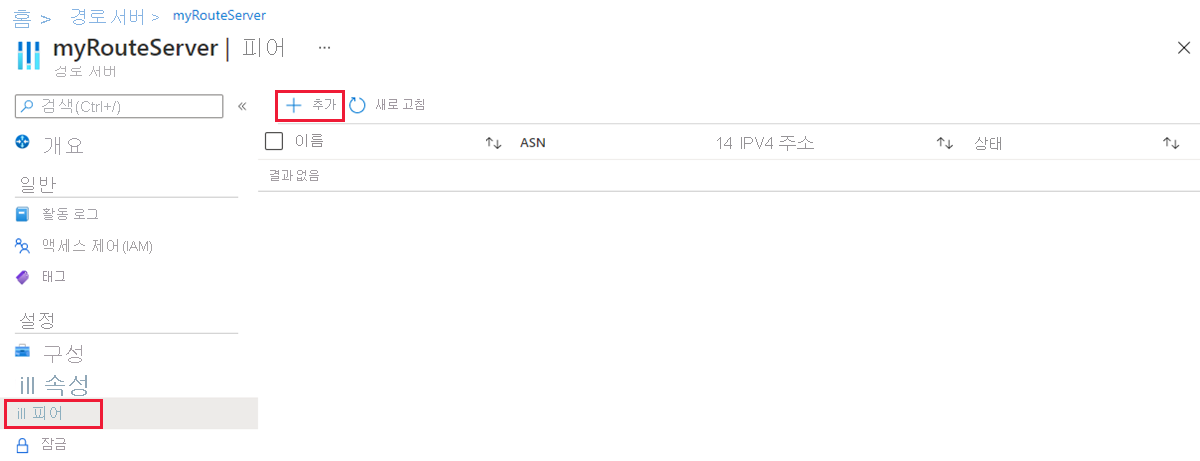 홈 > 경로 서버 > myRouteServer
myRouteServer | 피어 ...
경로 서버
검색(Ctrl+/) «
+ 추가 새로 고침
개요
이름 ASN 14 IPV4 주소 상태
결과 없음
일반
활동 로그
액세스 제어(IAM)
태그
설정
구성
ill 속성
ill 피어
잠금